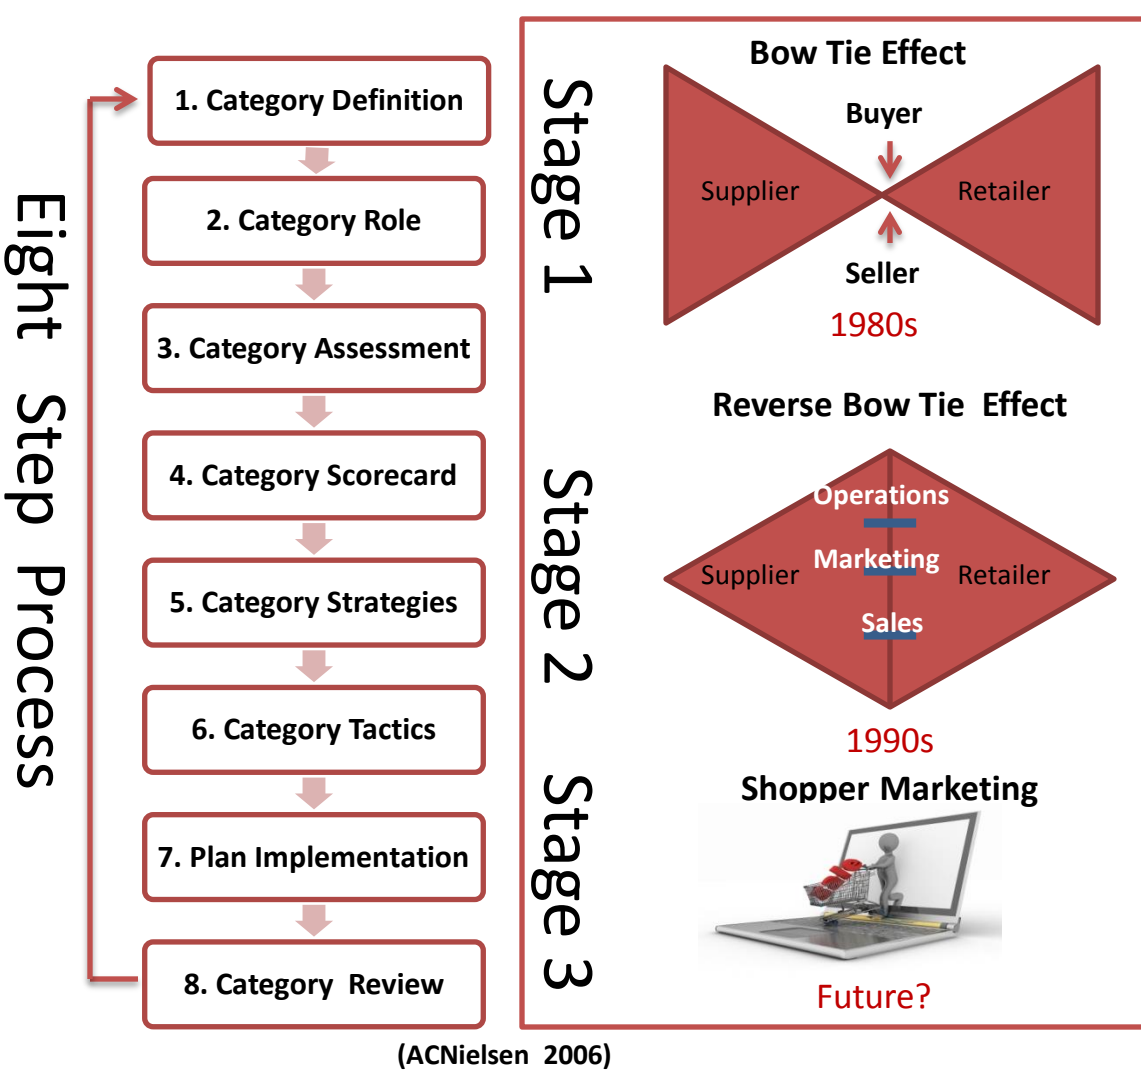 Eight Step Process
1. Category Definition
2. Category Role
3. Category Assessment
4. Category Scorecard
5. Category Strategies
6. Category Tactics
7. Plan Implementation
8. Category Review
Stage 1
Bow Tie Effect
Buyer
Supplier
Retailer
Seller
1980s
Stage 2
Reverse Bow Tie Effect
Operations
Marketing
Supplier
Retailer
Sales
1990s
Stage 3
Shopper Marketing
Future?
(ACNielsen 2006)